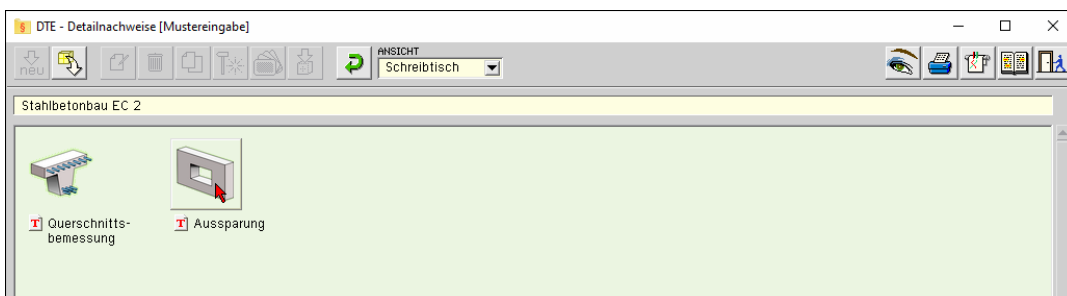 § DTE - Detailnachweise [Mustereingabe]
neu
ANSICHT
Schreibtisch
Stahlbetonbau EC 2
T Querschnitts-
bemessung
T Aussparung